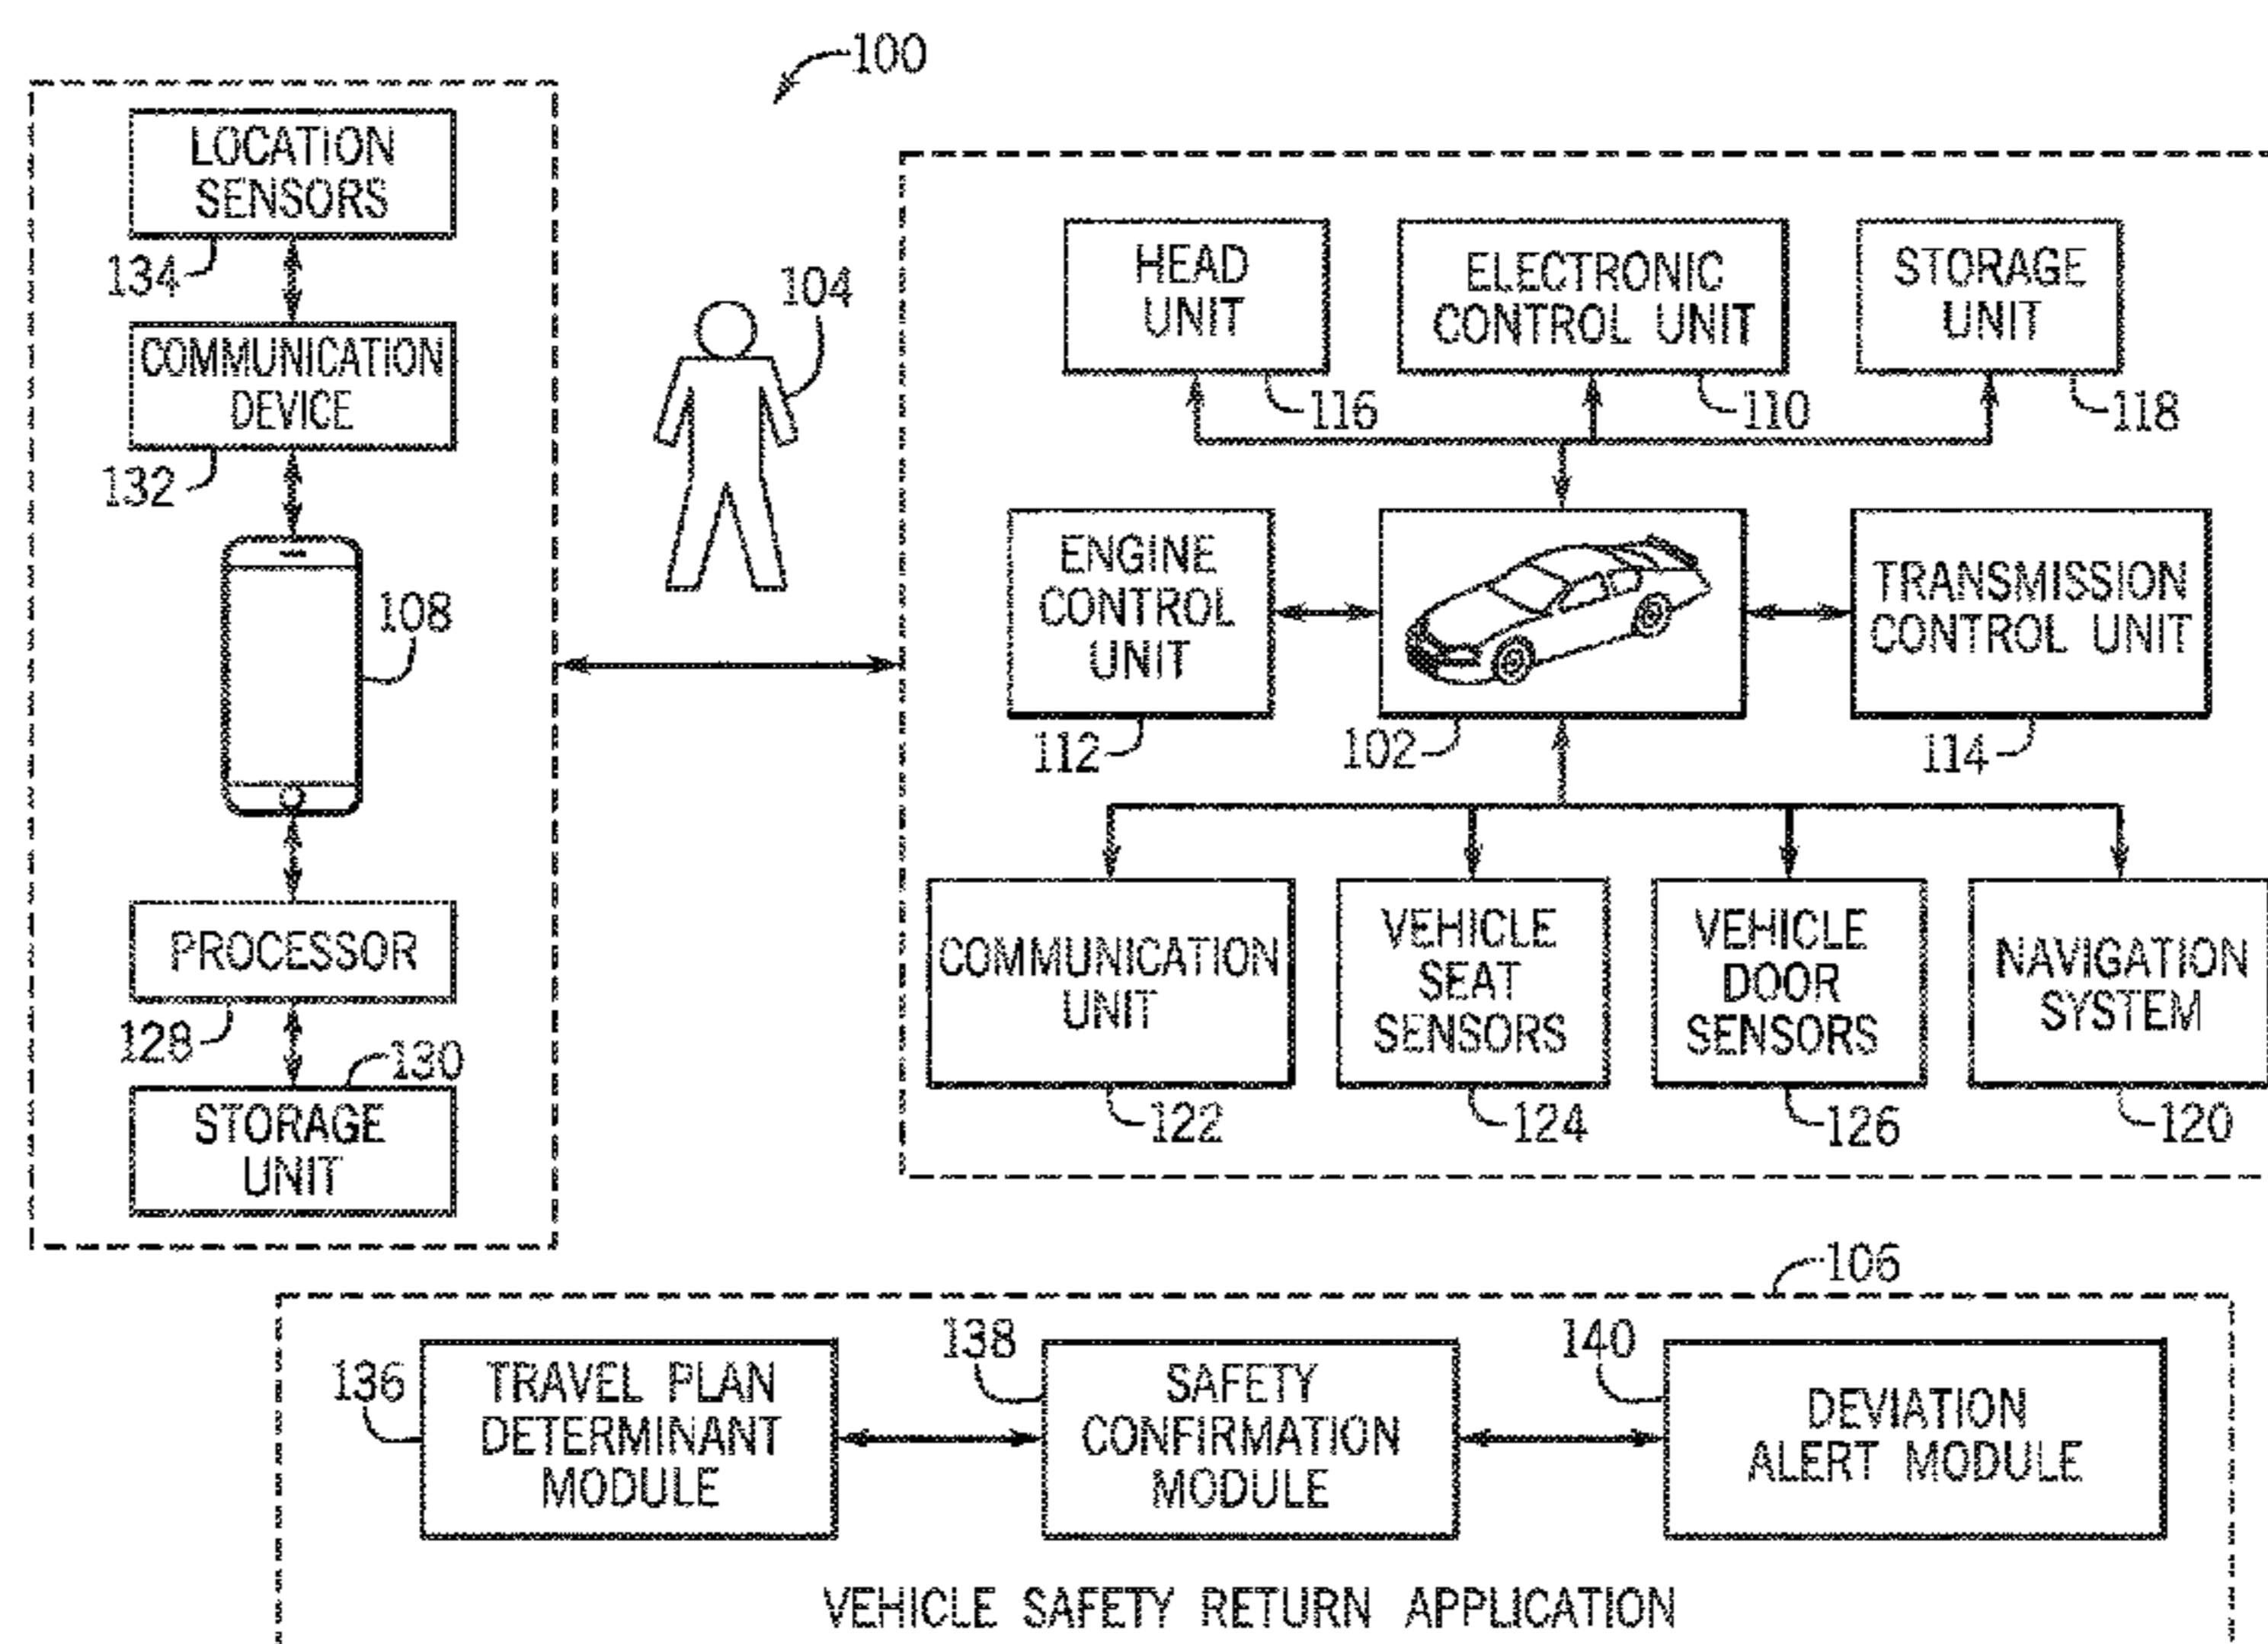 100
LOCATION
SENSORS
134
COMMUNICATION
DEVICE
132
108
PROCESSOR
128
130
STORAGE
UNIT
104
HEAD
UNIT
116
ELECTRONIC
CONTROL UNIT
110
STORAGE
UNIT
118
ENGINE
CONTROL
UNIT
112
102
TRANSMISSION
CONTROL UNIT
114
COMMUNICATION
UNIT
122
VEHICLE
SEAT
SENSORS
124
VEHICLE
DOOR
SENSORS
126
NAVIGATION
SYSTEM
120
106
136
TRAVEL PLAN
DETERMINANT
MODULE
138
SAFETY
CONFIRMATION
MODULE
140
DEVIATION
ALERT MODULE
VEHICLE SAFETY RETURN APPLICATION